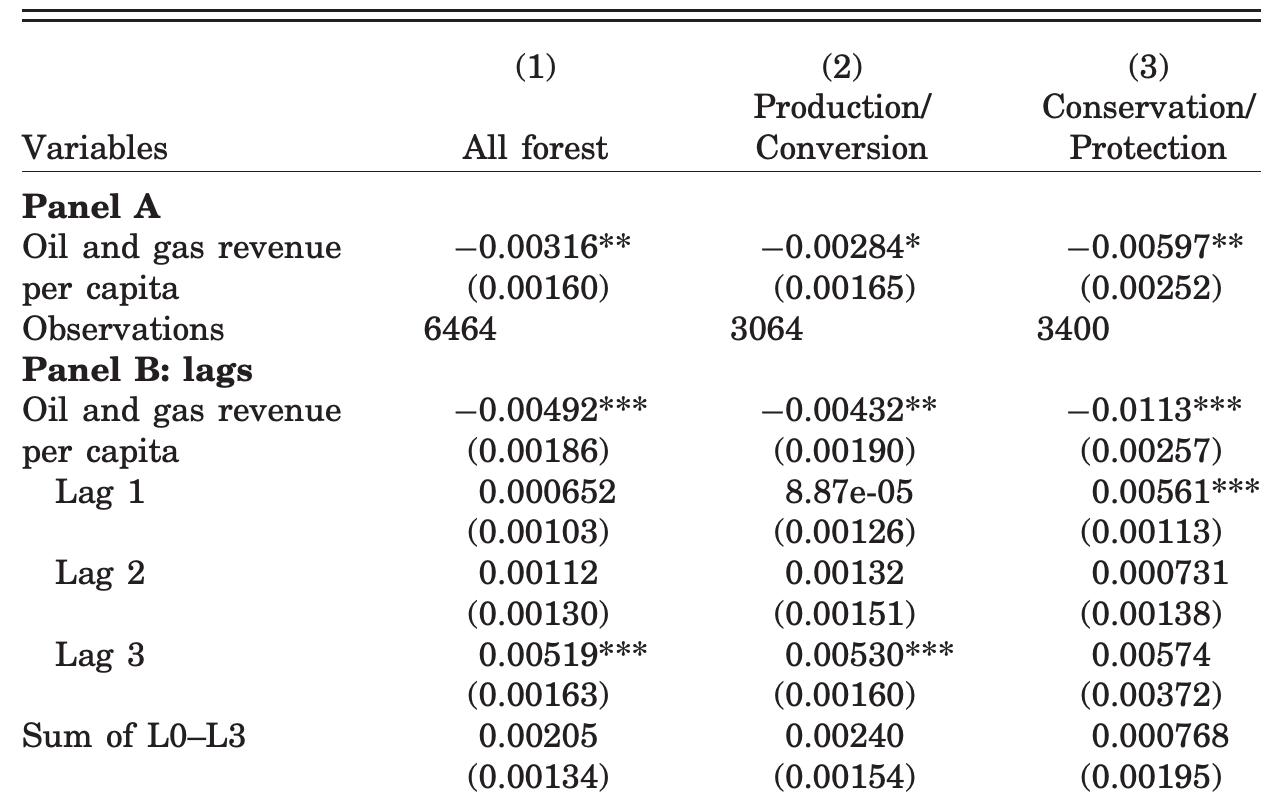 (1) (2) (3)
Production/ Conservation/
Variables All forest Conversion Protection
Panel A
Oil and gas revenue −0.00316** −0.00284* −0.00597**
per capita (0.00160) (0.00165) (0.00252)
Observations 6464 3064 3400
Panel B: lags
Oil and gas revenue −0.00492*** −0.00432** −0.0113***
per capita (0.00186) (0.00190) (0.00257)
Lag 1 0.000652 8.87e-05 0.00561***
(0.00103) (0.00126) (0.00113)
Lag 2 0.00112 0.00132 0.000731
(0.00130) (0.00151) (0.00138)
Lag 3 0.00519*** 0.00530*** 0.00574
(0.00163) (0.00160) (0.00372)
Sum of L0–L3 0.00205 0.00240 0.000768
(0.00134) (0.00154) (0.00195)